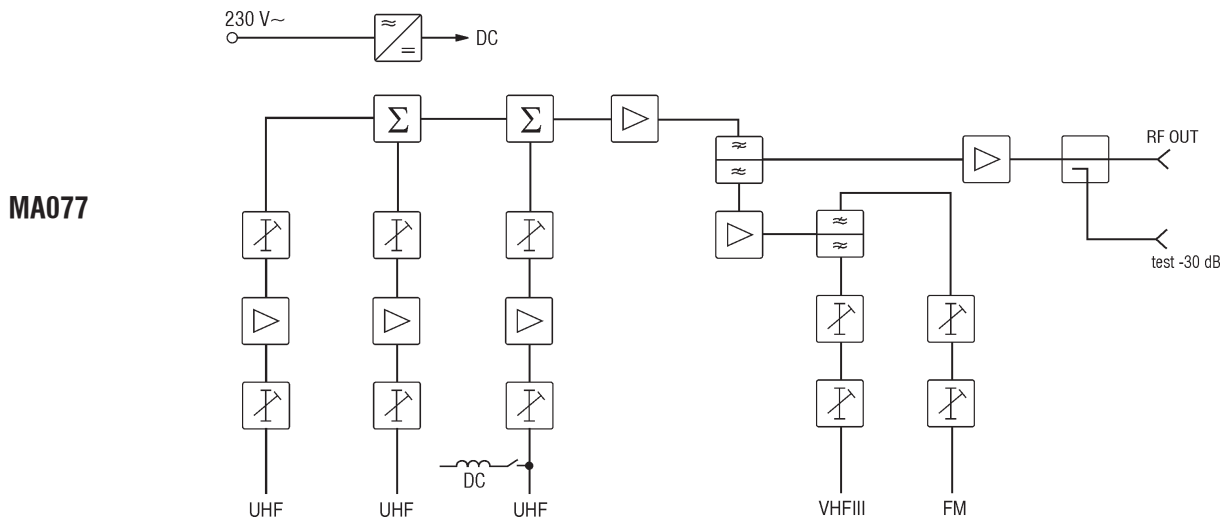 230 V~
DC
Σ
Σ
RF OUT
MA077
test -30 dB
DC
UHF
UHF
UHF
VHFIII
FM